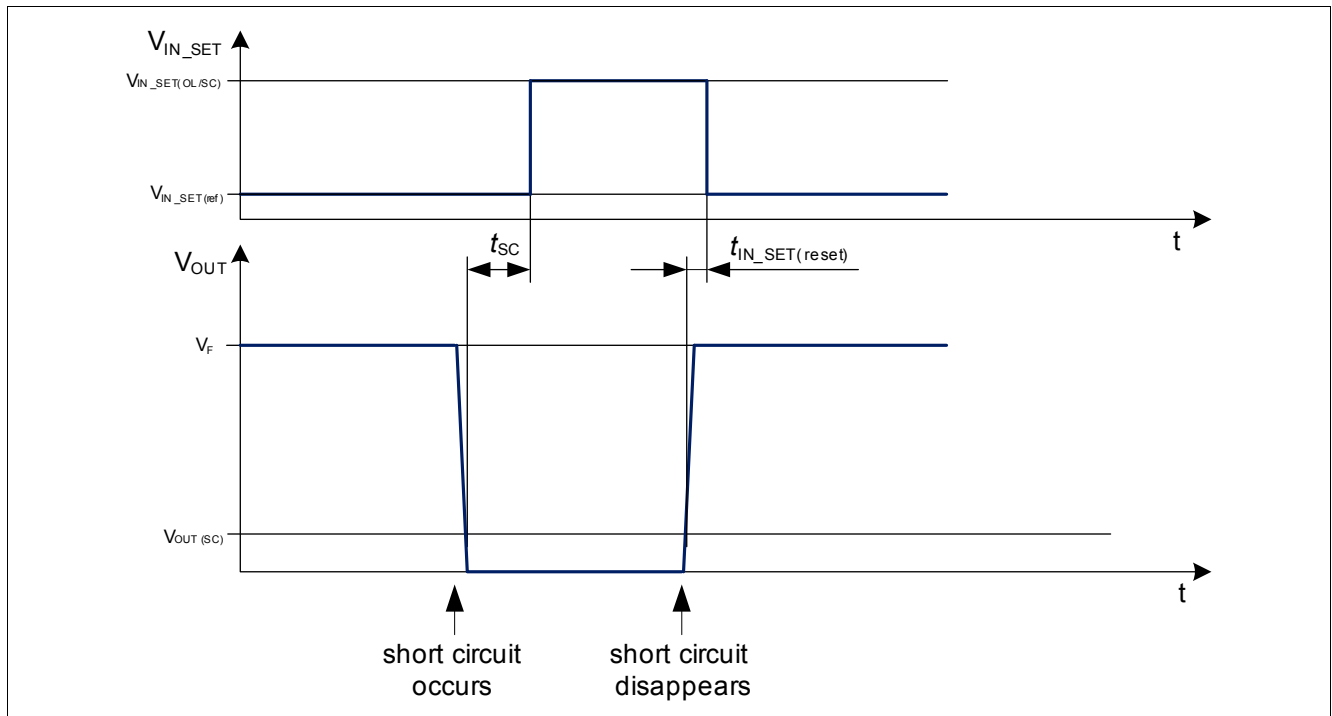 V_IN_SET
V_IN_SET(OL/SC)
V_IN_SET(ref)
t
t_SC
t_IN_SET(reset)
V_OUT
V_F
V_OUT(SC)
t
short circuit
occurs
short circuit
disappears